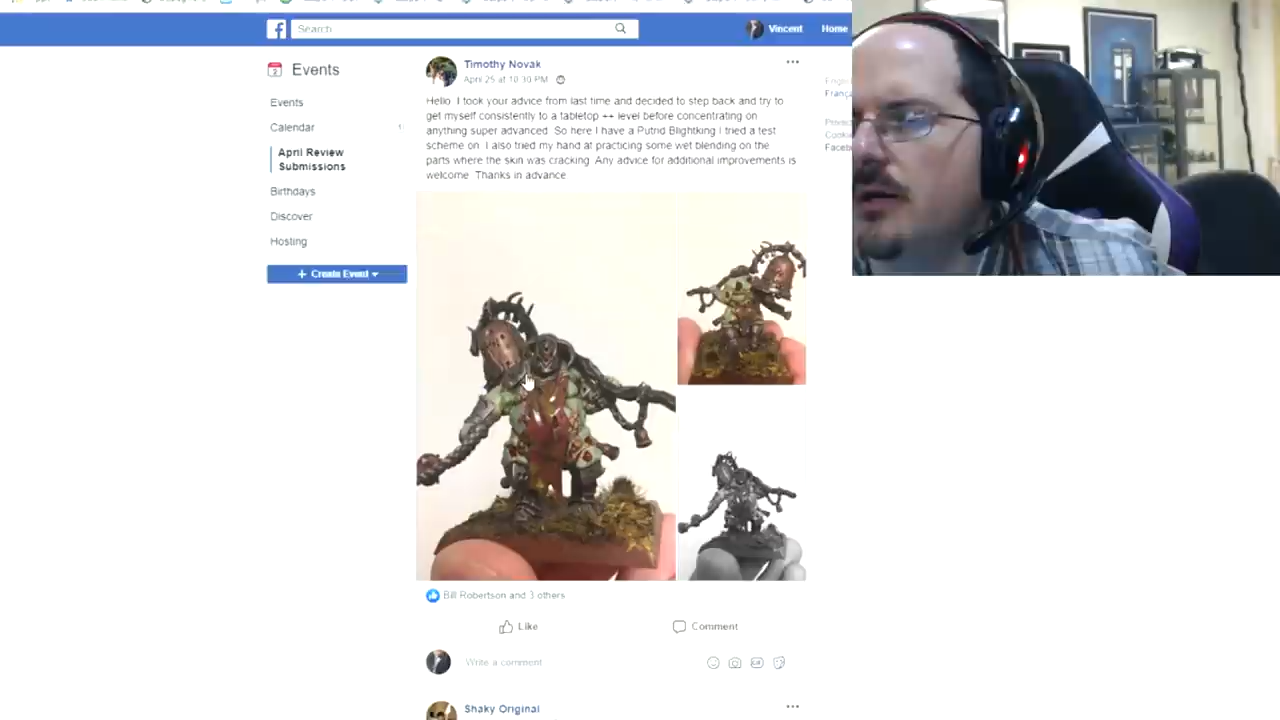 Search
Vincent
Home
Events
Events
Calendar
April Review
Submissions
Birthdays
Discover
Hosting
+ Create Event
Timothy Novak
April 25 at 10:30 PM
Hello I took your advice from last time and decided to step back and try to
get myself consistently to a tabletop ++ level before concentrating on
anything super advanced So here I have a Putrid Blightking I tried a test
scheme on I also tried my hand at practicing some wet blending on the
parts where the skin was cracking Any advice for additional improvements is
welcome Thanks in advance
Bill Robertson and 3 others
Like
Comment
Write a comment
Shaky Original